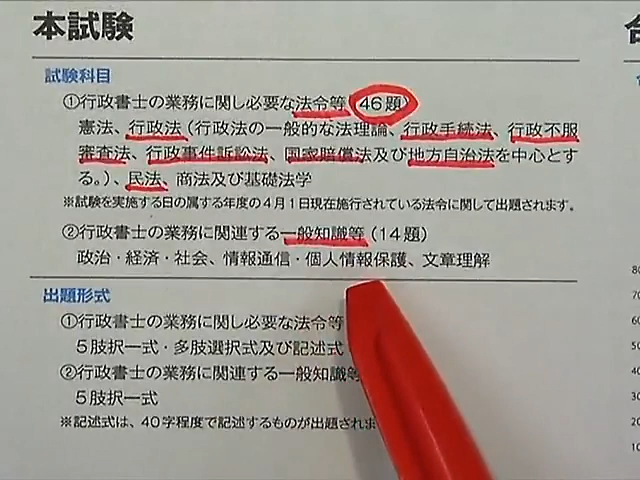 本試験
試験科目
①行政書士の業務に関し必要な法令等(46題)
憲法、行政法(行政法の一般的な法理論、行政手続法、行政不服
審査法、行政事件訴訟法、国家賠償法及び地方自治法を中心とす
る。)、民法、商法及び基礎法学
※試験を実施する日の属する年度の4月1日現在施行されている法令に関して出題されます。
②行政書士の業務に関連する一般知識等(14題)
政治・経済・社会、情報通信・個人情報保護、文章理解
出題形式
①行政書士の業務に関し必要な法令等
5肢択一式・多肢選択式及び記述式
②行政書士の業務に関連する一般知識等
5肢択一式
※記述式は、40字程度で記述するものが出題されま
80
70
60
50
40
30
20
10